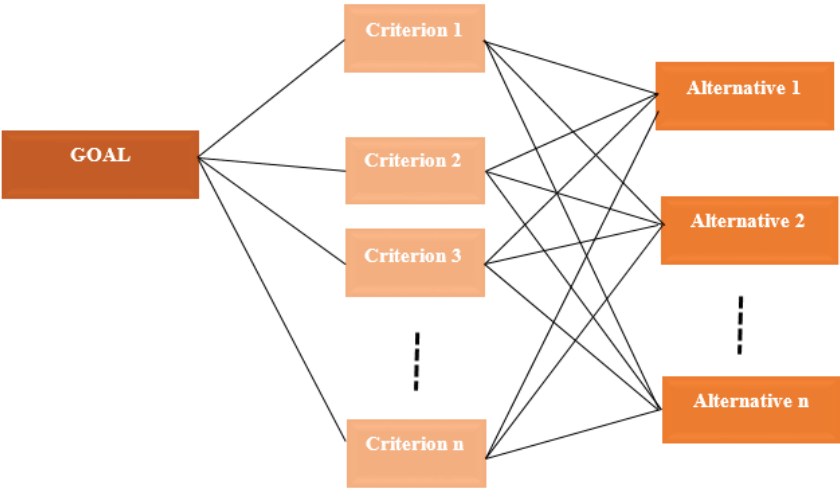 GOAL
Criterion 1
Criterion 2
Criterion 3
Criterion n
Alternative 1
Alternative 2
Alternative n